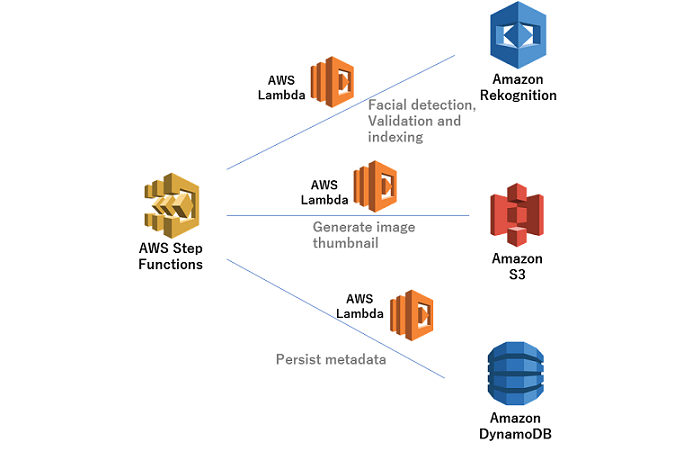 AWS
Lambda
Amazon
Rekognition
Facial detection,
Validation and
indexing
AWS
Lambda
Generate image
thumbnail
AWS Step
Functions
Amazon
S3
AWS
Lambda
Persist metadata
Amazon
DynamoDB